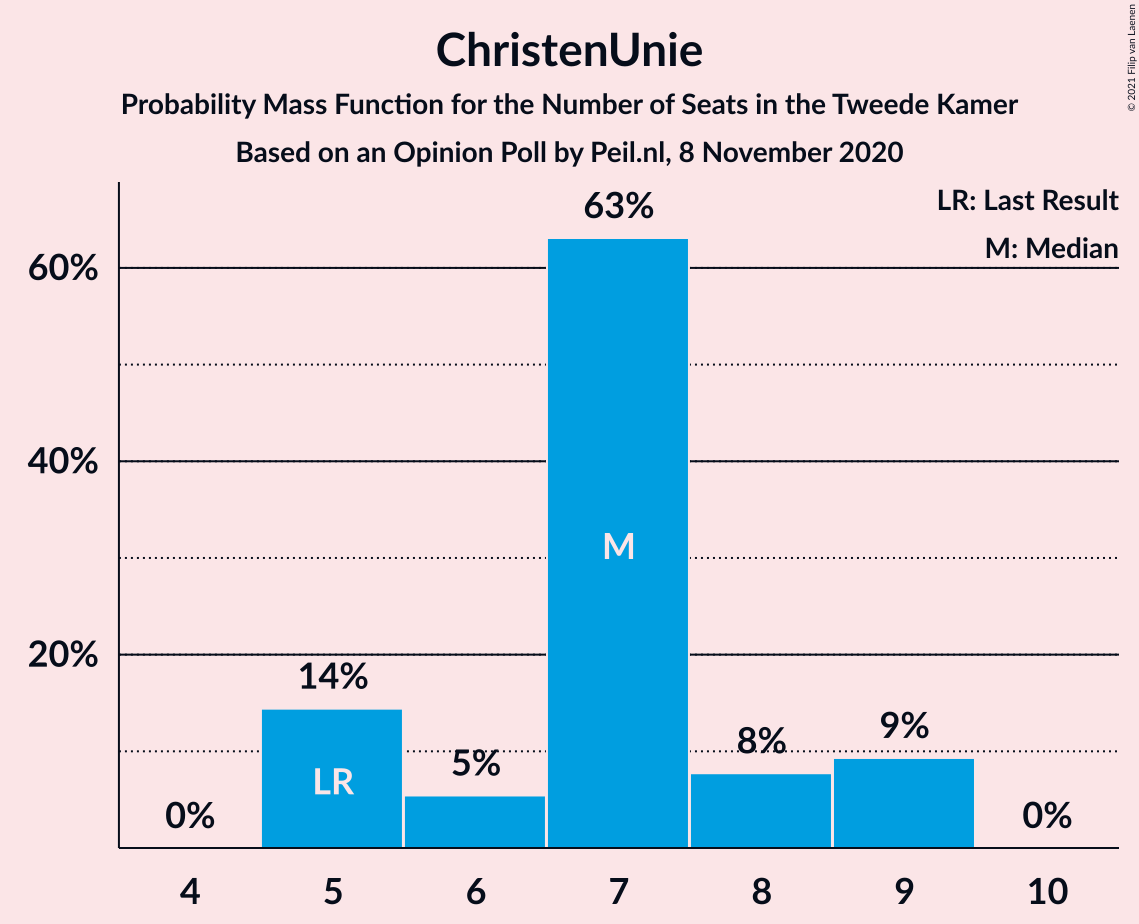 ChristenUnie
Probability Mass Function for the Number of Seats in the Tweede Kamer
Based on an Opinion Poll by Peil.nl, 8 November 2020
© 2021 Filip van Laenen
LR: Last Result
M: Median
63%
60%
40%
M
20%
14%
9%
8%
5%
LR
0%
0%
4 5 6 7 8 9 10